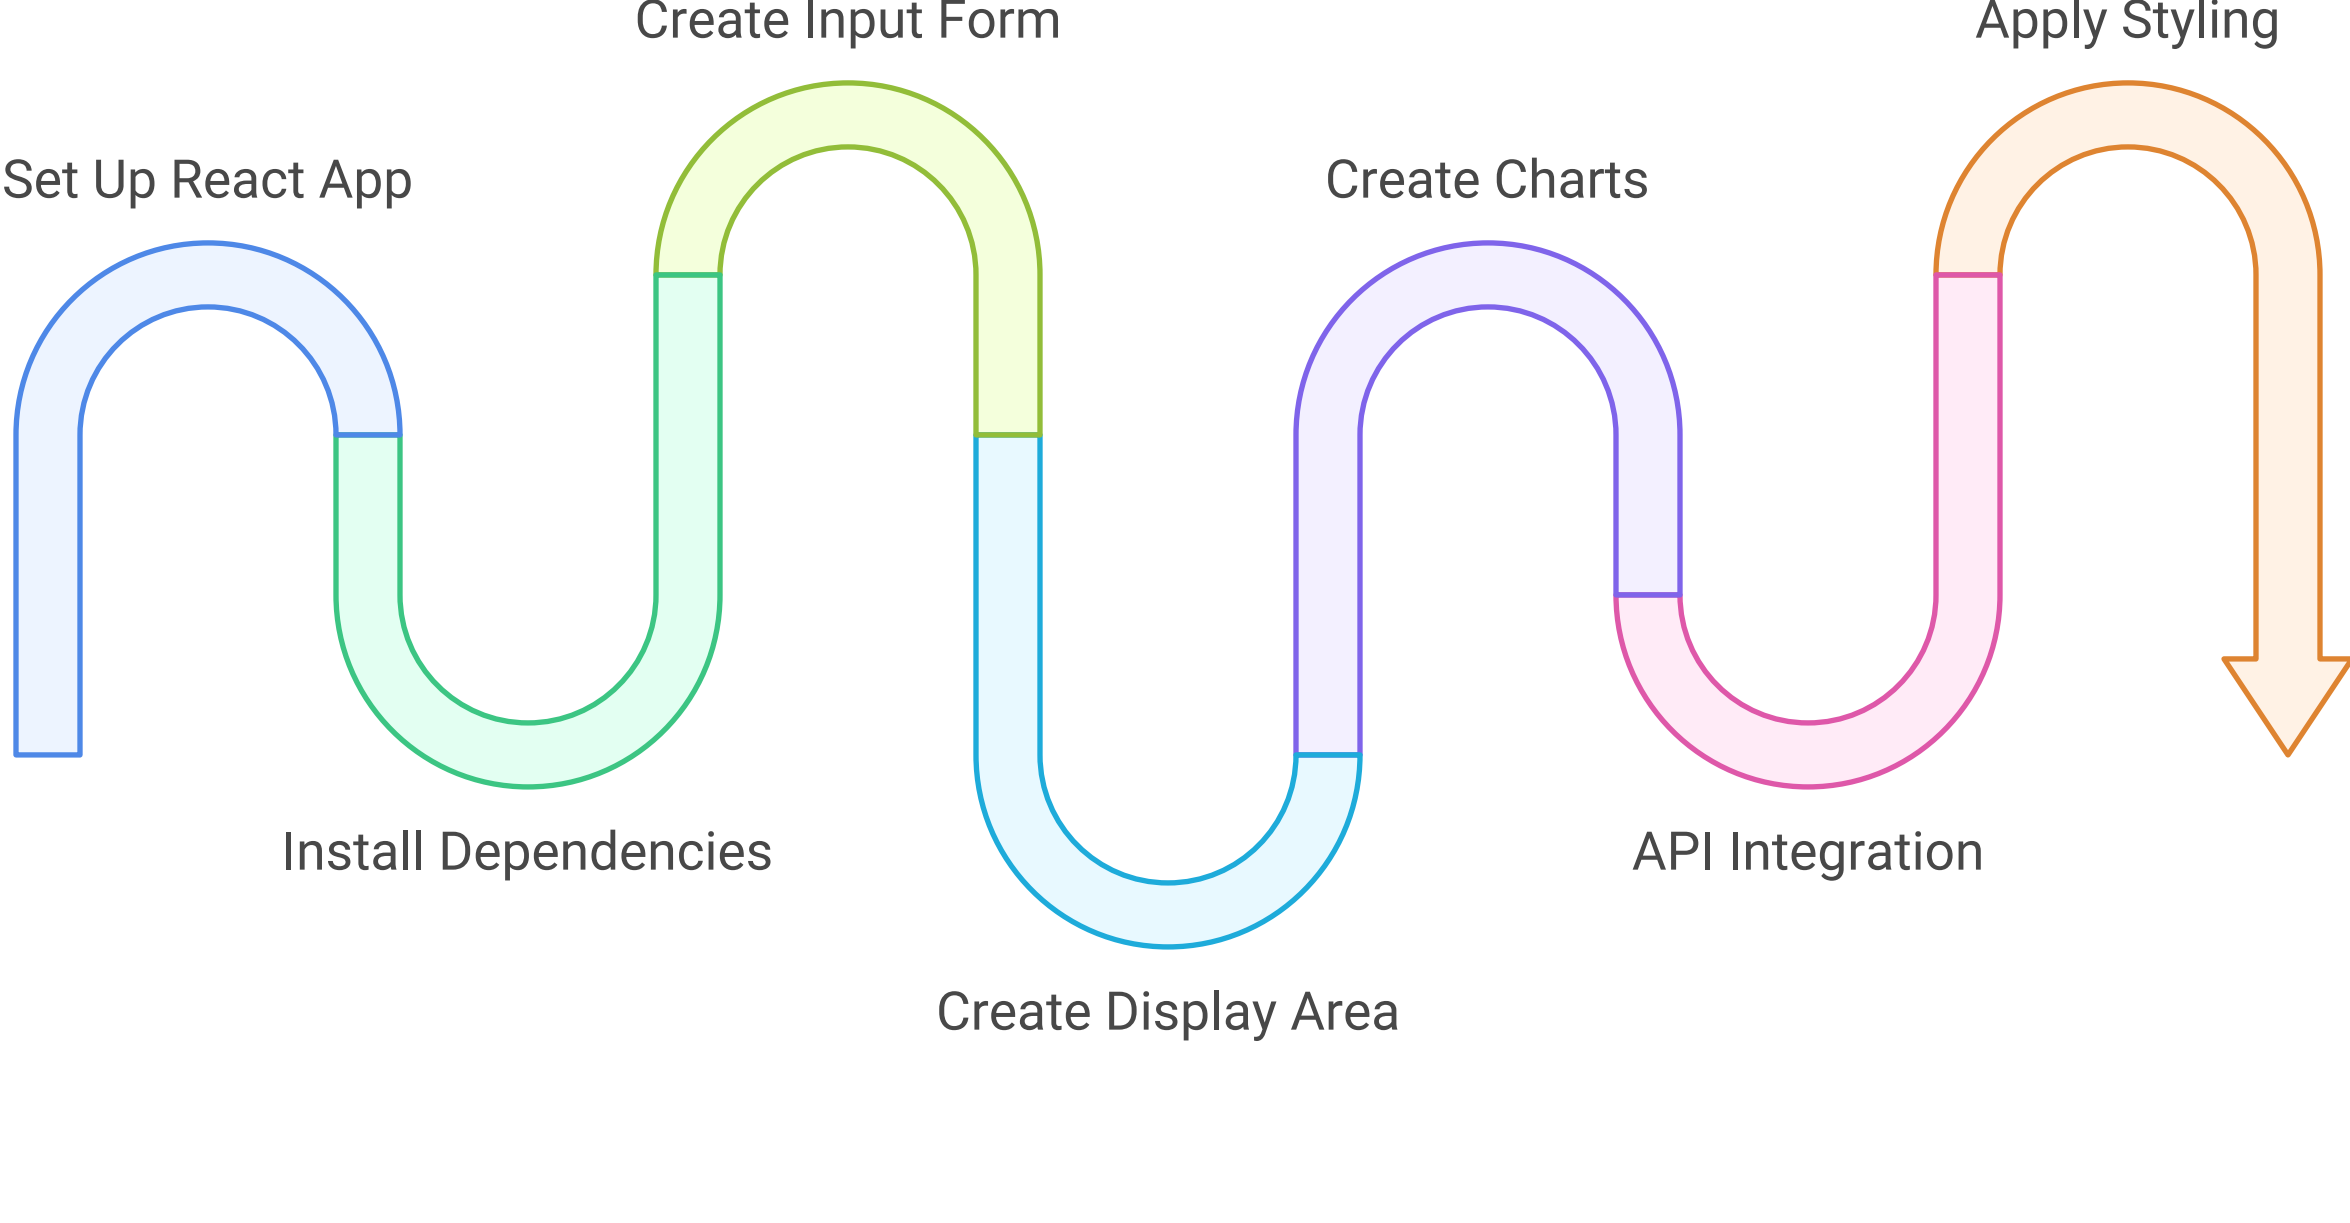 Create Input Form
Apply Styling
Set Up React App
Create Charts
Install Dependencies
API Integration
Create Display Area